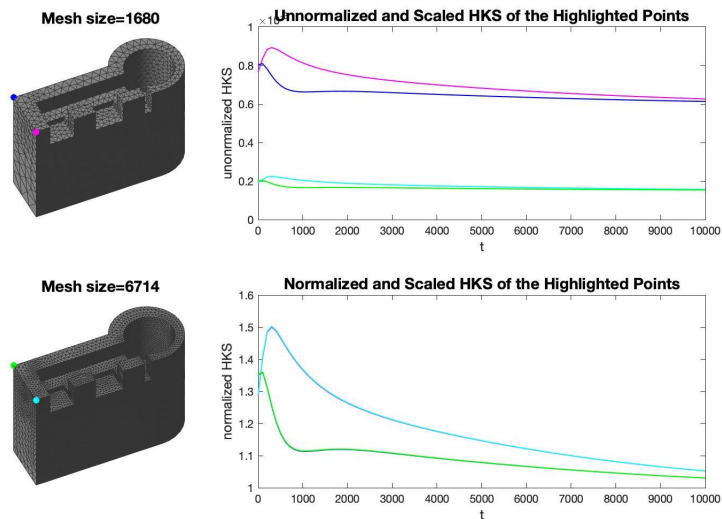 Mesh size=1680
Unnormalized and Scaled HKS of the Highlighted Points
1
0.8
0.6
0.4
0.2
0
unonrmalized HKS
0 1000 2000 3000 4000 5000 6000 7000 8000 9000 10000
t
Mesh size=6714
Normalized and Scaled HKS of the Highlighted Points
1.6
1.5
1.4
1.3
1.2
1.1
1
normalized HKS
0 1000 2000 3000 4000 5000 6000 7000 8000 9000 10000
t